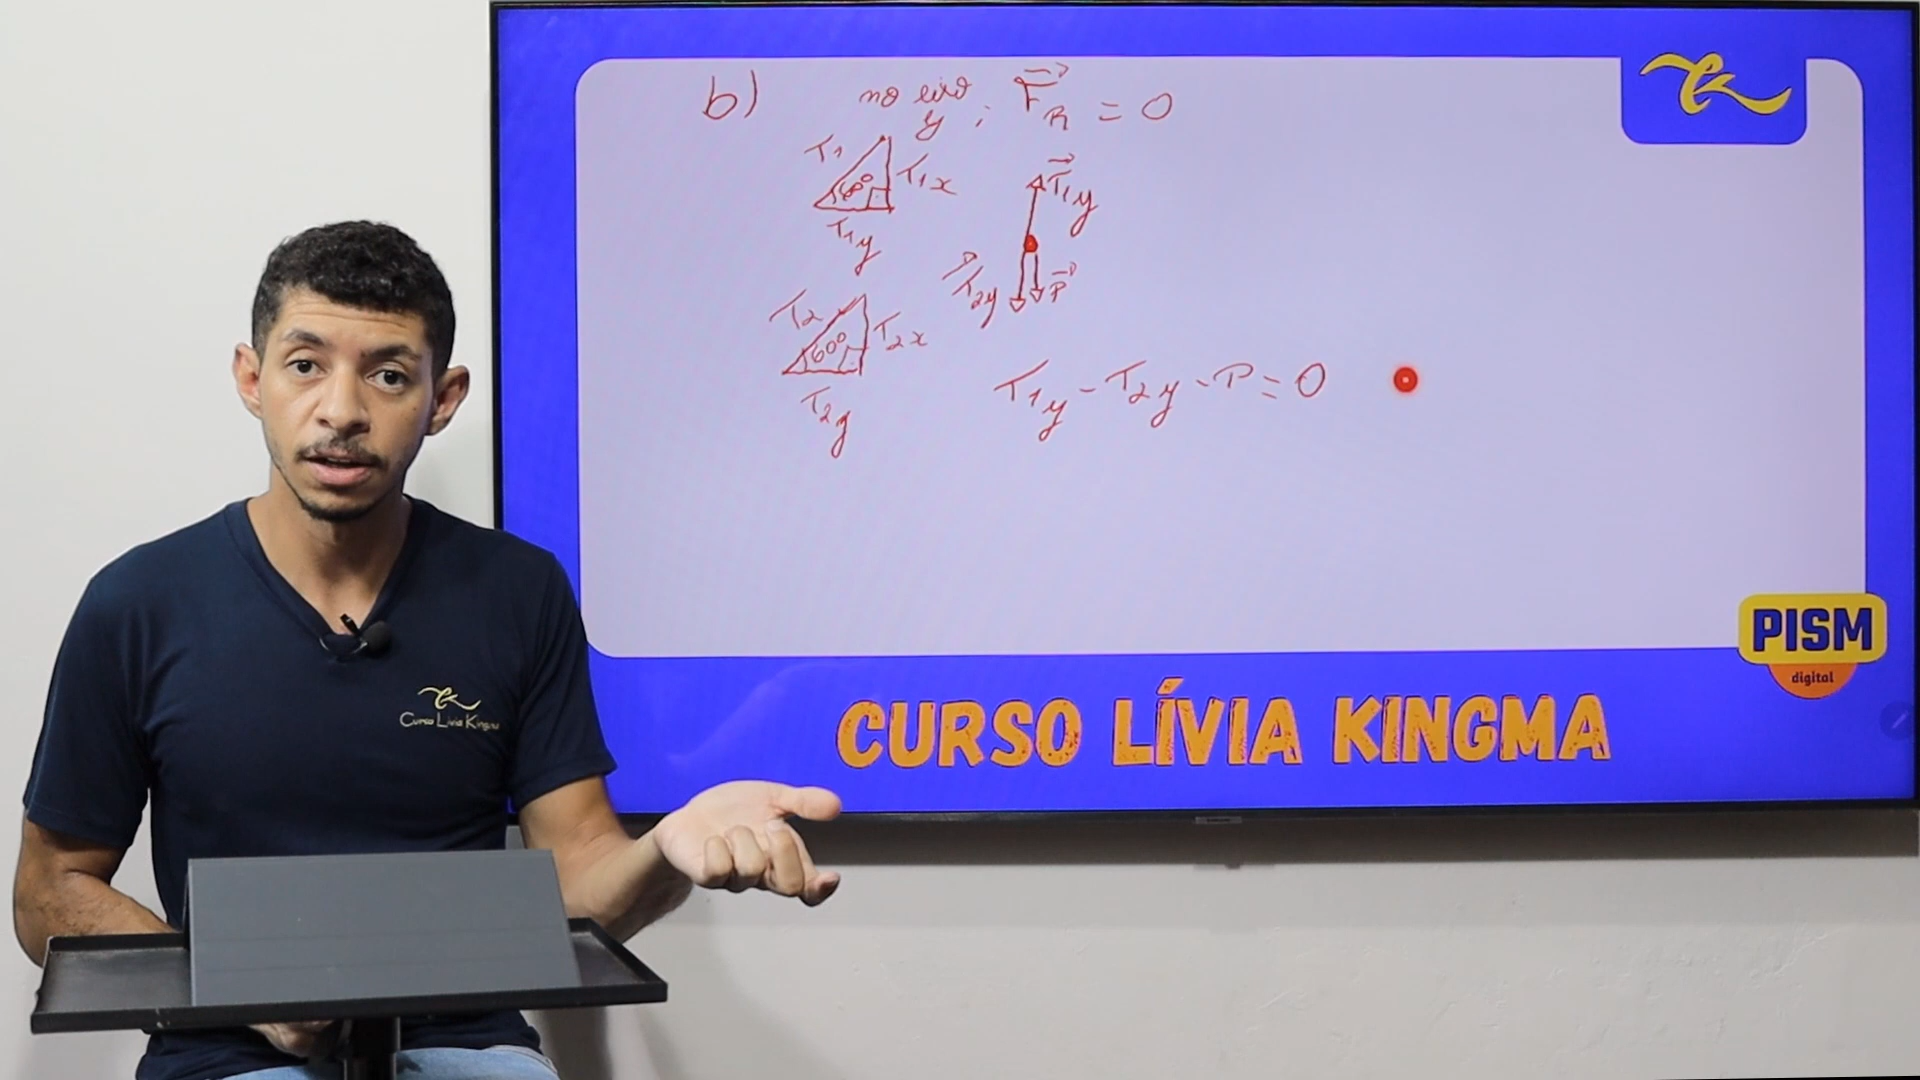 b) no eixo y; F⃗R = 0
T1
60°
T1x
T1y
T⃗1y
T⃗2y
P⃗
T2
60°
T2x
T2y
T1y - T2y - P = 0
PISM
digital
CURSO LÍVIA KINGMA
Curso Lívia Kingma